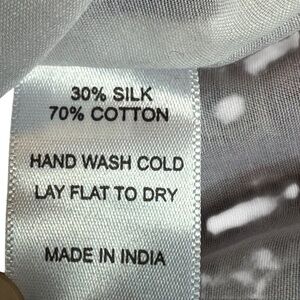 30% SILK
70% COTTON
HAND WASH COLD
LAY FLAT TO DRY
MADE IN INDIA